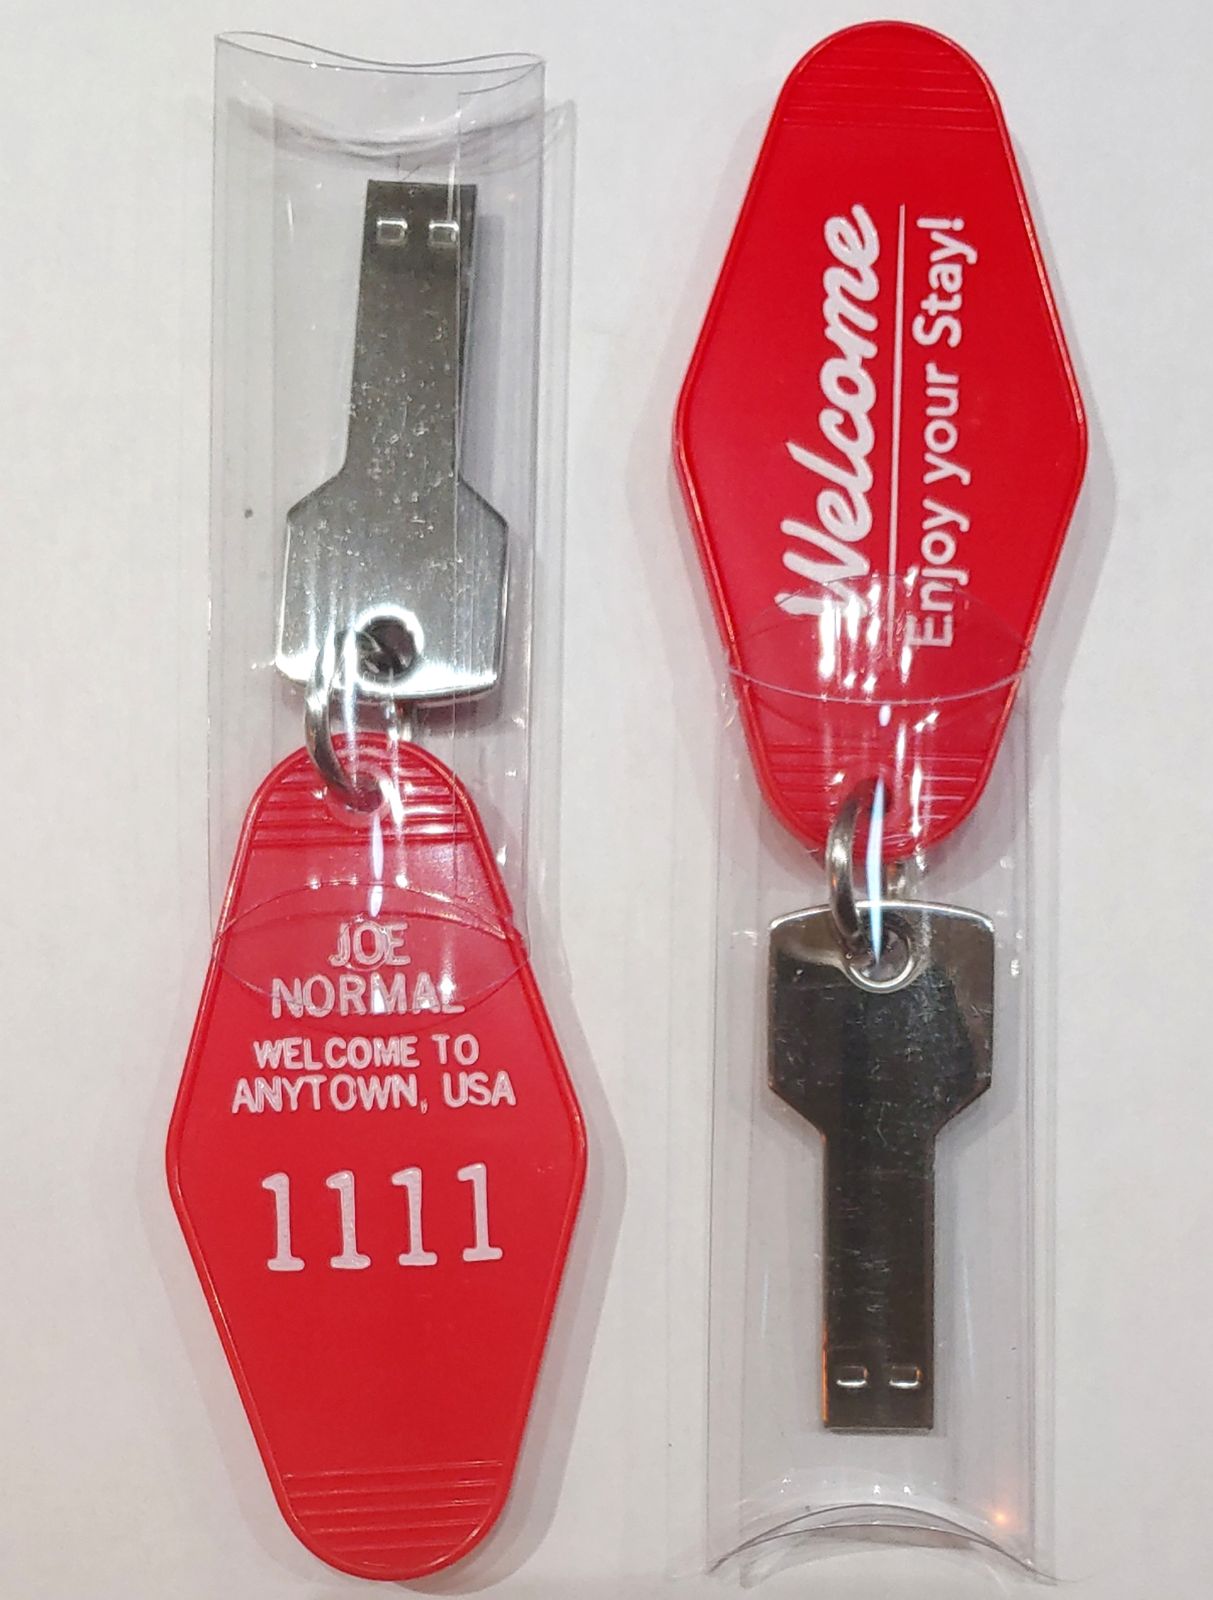 JOE
NORMAL
WELCOME TO
ANYTOWN, USA
1111
Welcome
Enjoy your Stay!